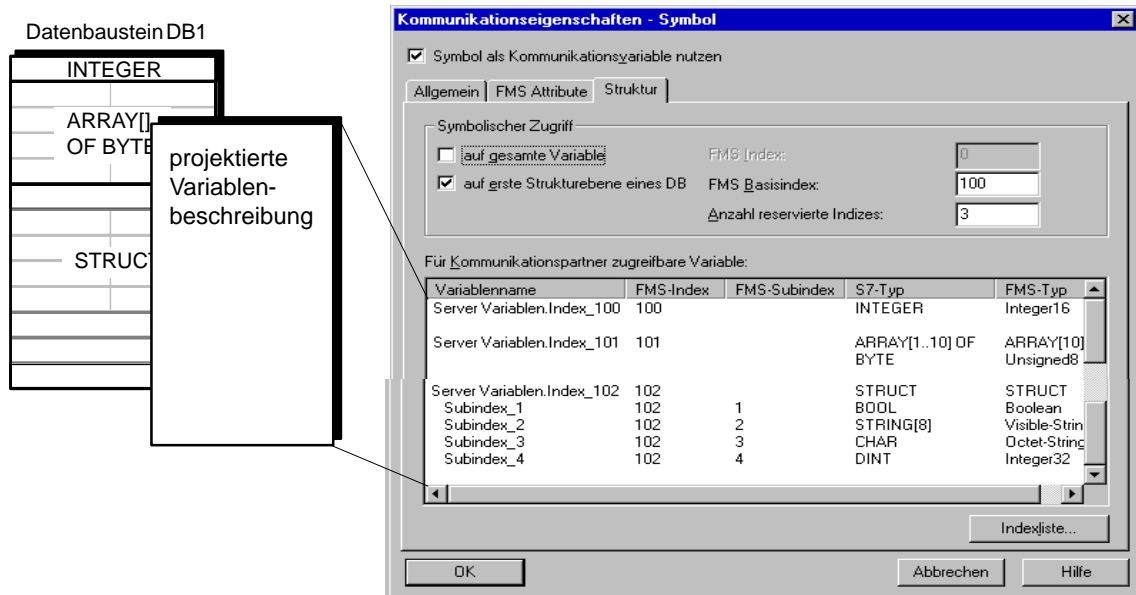 Datenbaustein DB1
INTEGER
ARRAY[]
OF BYTE
STRUCT
projektierte
Variablen-
beschreibung
Kommunikationseigenschaften - Symbol
Symbol als Kommunikationsvariable nutzen
Allgemein FMS Attribute Struktur
Symbolischer Zugriff
auf gesamte Variable FMS Index: 0
auf erste Strukturebene eines DB FMS Basisindex: 100
Anzahl reservierte Indizes: 3
Für Kommunikationspartner zugreifbare Variable:
Variablenname FMS-Index FMS-Subindex S7-Typ FMS-Typ
Server Variablen.Index_100 100 INTEGER Integer16
Server Variablen.Index_101 101 ARRAY[1..10] OF ARRAY[10]
BYTE Unsigned8
Server Variablen.Index_102 102 STRUCT STRUCT
Subindex_1 102 1 BOOL Boolean
Subindex_2 102 2 STRING[8] Visible-Strin
Subindex_3 102 3 CHAR Octet-String
Subindex_4 102 4 DINT Integer32
Indexliste...
OK Abbrechen Hilfe